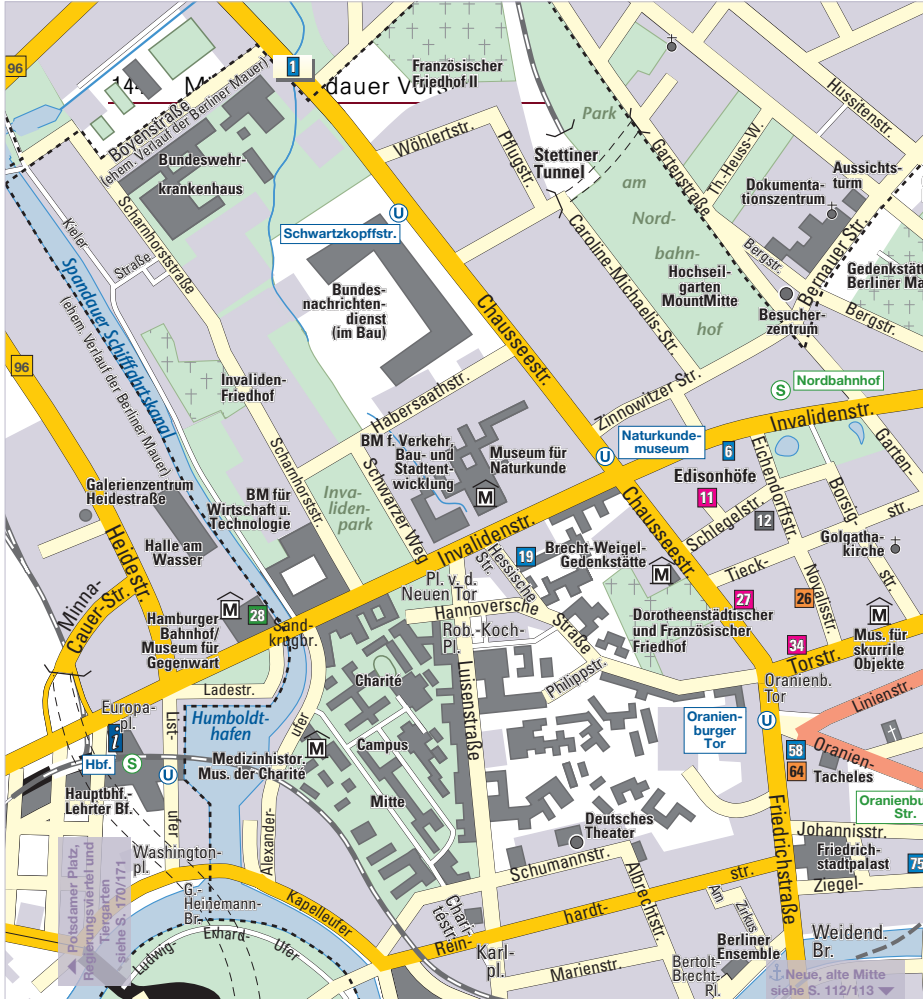 96
1
144
M
dauer Vors
Französischer
Friedhof II
Boyenstraße
(ehem. Verlauf der Berliner Mauer)
Bundeswehr-
krankenhaus
Wöhlertstr.
Pflugstr.
Stettiner
Tunnel
Park
am
Nord-
bahn-
hof
Gartenstraße
Th.-Heuss-W.
Hussitenstr.
Dokumenta-
tionszentrum
Aussichts-
turm
Bergstr.
Bernauer Str.
Gedenkstätt
Berliner Ma
Bergstr.
Hochseil-
garten
MountMitte
Besucher-
zentrum
Kieler
Straße
Scharnhorststraße
U
Schwartzkopffstr.
Spandauer Schifffahrtskanal
(ehem. Verlauf der Berliner Mauer)
Bundes-
nachrichten-
dienst
(im Bau)
Chausseestr.
Caroline-Michaelis-Str.
96
Invaliden-
Friedhof
Habersaathstr.
Zinnowitzer Str.
S
Nordbahnhof
Invalidenstr.
Naturkunde-
museum
U
6
Garten-
str.
BM f. Verkehr,
Bau- und
Stadtent-
wicklung
Museum für
Naturkunde
M
Edisonhöfe
11
Eichendorffstr.
12
Borsig-
str.
Schlegelstr.
Golgatha-
kirche
Galerienzentrum
Heidestraße
BM für
Wirtschaft u.
Technologie
Scharnhorststr.
Inva-
liden-
park
Schwarzer Weg
Invalidenstr.
Chausseestr.
Halle am
Wasser
Heidestr.
Minna-
Cauer-Str.
19
Brecht-Weigel-
Gedenkstätte
M
Hessische
Str.
Tieck-
Novalisstr.
27
26
Pl. v. d.
Neuen Tor
Hannoversche
Straße
Dorotheenstädtischer
und Französischer
Friedhof
M
Mus. für
skurrile
Objekte
34
Torstr.
Hamburger
Bahnhof/
Museum für
Gegenwart
M
28
Sand-
krugbr.
Rob.-Koch-
Pl.
Philippstr.
Oranienb.
Tor
Linienstr.
Oranien-
Ladestr.
Charité
Campus
Mitte
Luisenstraße
Oranien-
burger
Tor
U
58
64
Tacheles
Europa-
pl.
List-
ufer
Humboldt-
hafen
ufer
Alexander-
Medizinhistor.
Mus. der Charité
M
i
Hbf.
S
U
Hauptbhf.-
Lehrter Bf.
Deutsches
Theater
Oranienbu
Str.
Johannisstr.
Friedrich-
stadtpalast
75
Ziegel-
Friedrichstraße
Washington-
pl.
Schumannstr.
Albrechtstr.
G.-
Heinemann-
Br.
Kapelleufer
Chari-
téstr.
Rein-
hardt-
str.
Am
Zirkus
Ludwig-
Erhard-
Ufer
Karl-
pl.
Marienstr.
Bertolt-
Brecht-
Pl.
Berliner
Ensemble
Weidend.
Br.
Potsdamer Platz,
Regierungsviertel und
Tiergarten
siehe S. 170/171
Neue, alte Mitte
siehe S. 112/113